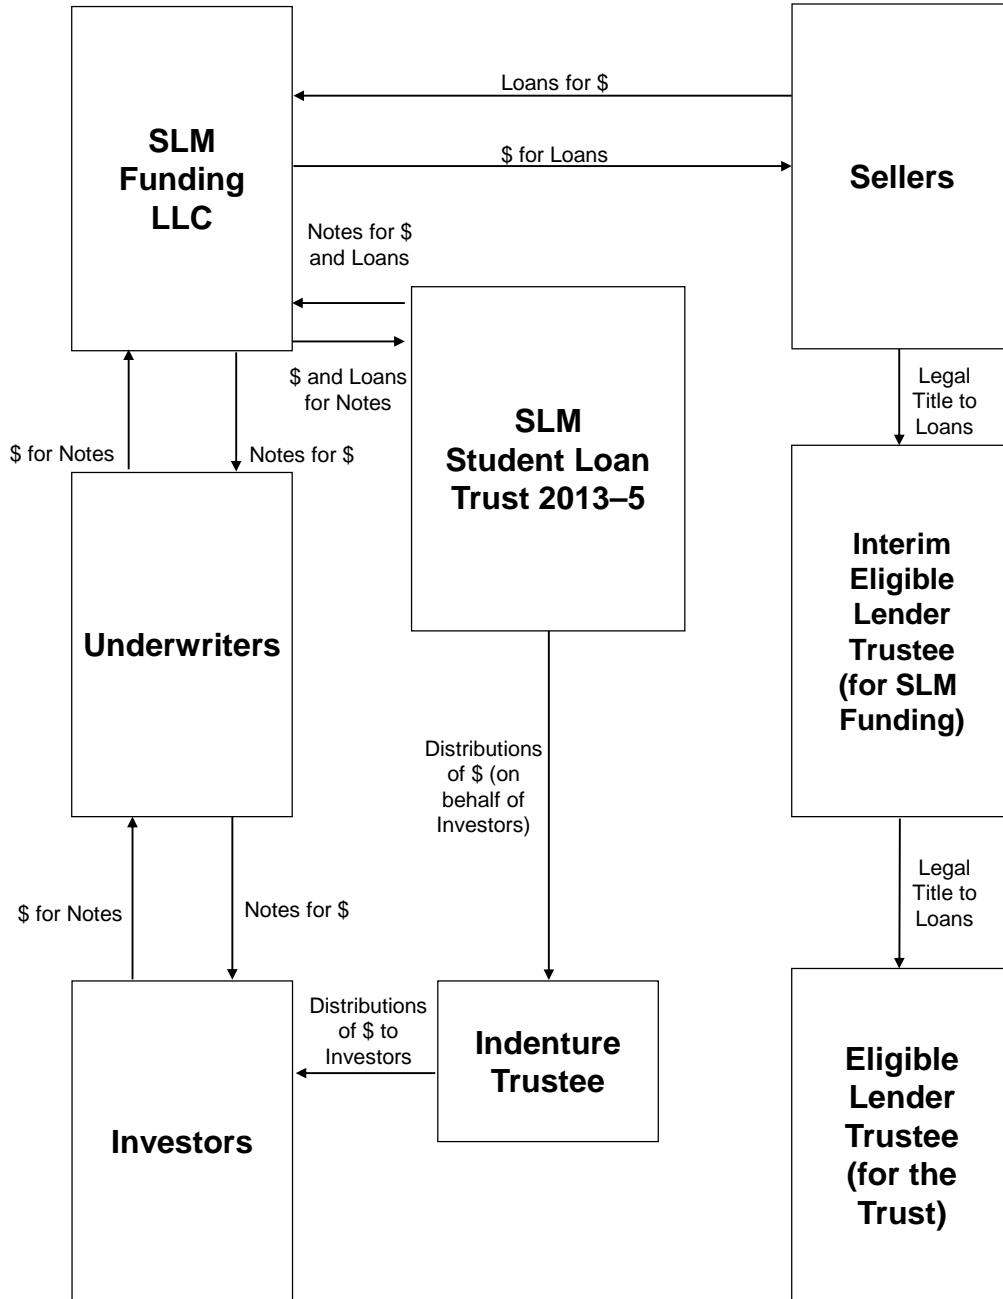 Loans for $
SLM
Funding
LLC
$ for Loans
Sellers
Notes for $
and Loans
$ and Loans
for Notes
Legal
Title to
Loans
SLM
Student Loan
Trust 2013–5
$ for Notes
Notes for $
Interim
Eligible
Lender
Trustee
(for SLM
Funding)
Underwriters
Distributions
of $ (on
behalf of
Investors)
$ for Notes
Notes for $
Legal
Title to
Loans
Distributions
of $ to
Investors
Indenture
Trustee
Investors
Eligible
Lender
Trustee
(for the
Trust)